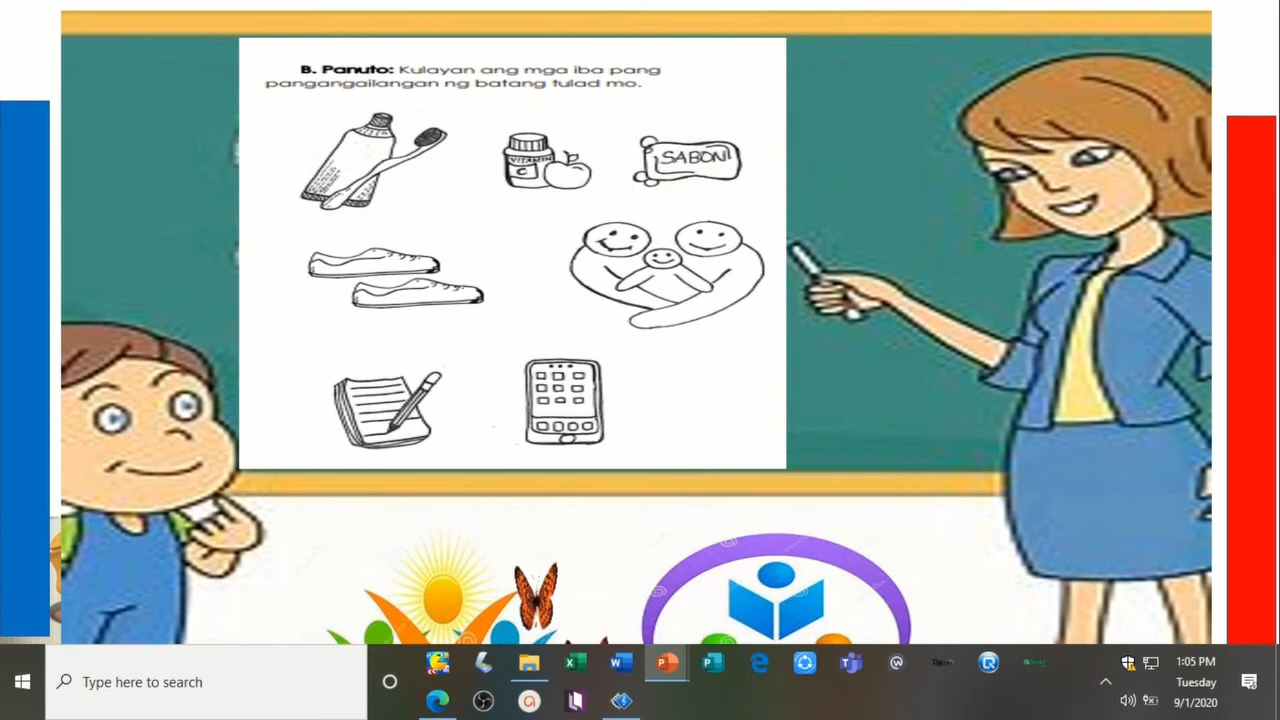 B. Panuto: Kulayan ang mga iba pang
pangangailangan ng batang tulad mo.
VITAMIN
C
SABON
Type here to search
1:05 PM
Tuesday
9/1/2020